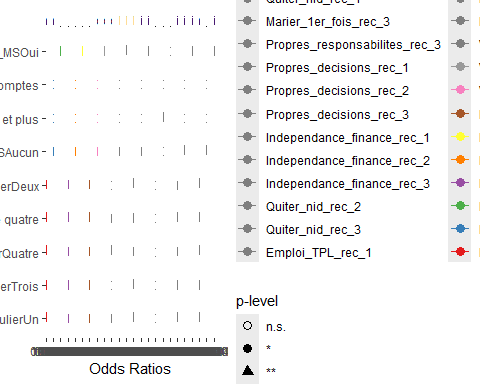 Quiter_nid_rec_1
Marier_1er_fois_rec_3
Propres_responsabilites_rec_3
Propres_decisions_rec_1
Propres_decisions_rec_2
Propres_decisions_rec_3
Independance_finance_rec_1
Independance_finance_rec_2
Independance_finance_rec_3
Quiter_nid_rec_2
Quiter_nid_rec_3
Emploi_TPL_rec_1
_MSOui
omptes
et plus
SAucun
erDeux
quatre
rQuatre
erTrois
ulierUn
Odds Ratios
p-level
n.s.
*
**